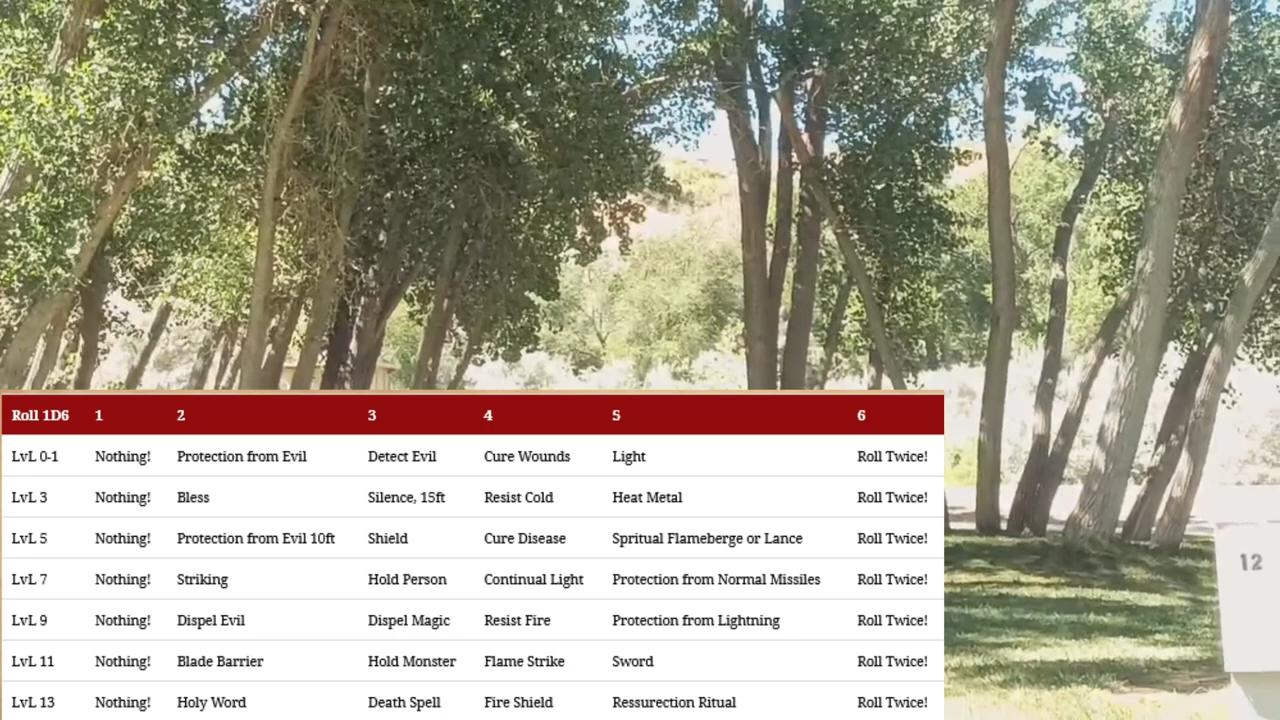 Roll 1D6 1 2 3 4 5 6
LvL 0-1 Nothing! Protection from Evil Detect Evil Cure Wounds Light Roll Twice!
LvL 3 Nothing! Bless Silence, 15ft Resist Cold Heat Metal Roll Twice!
LvL 5 Nothing! Protection from Evil 10ft Shield Cure Disease Spritual Flameberge or Lance Roll Twice!
LvL 7 Nothing! Striking Hold Person Continual Light Protection from Normal Missiles Roll Twice!
LvL 9 Nothing! Dispel Evil Dispel Magic Resist Fire Protection from Lightning Roll Twice!
LvL 11 Nothing! Blade Barrier Hold Monster Flame Strike Sword Roll Twice!
LvL 13 Nothing! Holy Word Death Spell Fire Shield Ressurection Ritual Roll Twice!
12